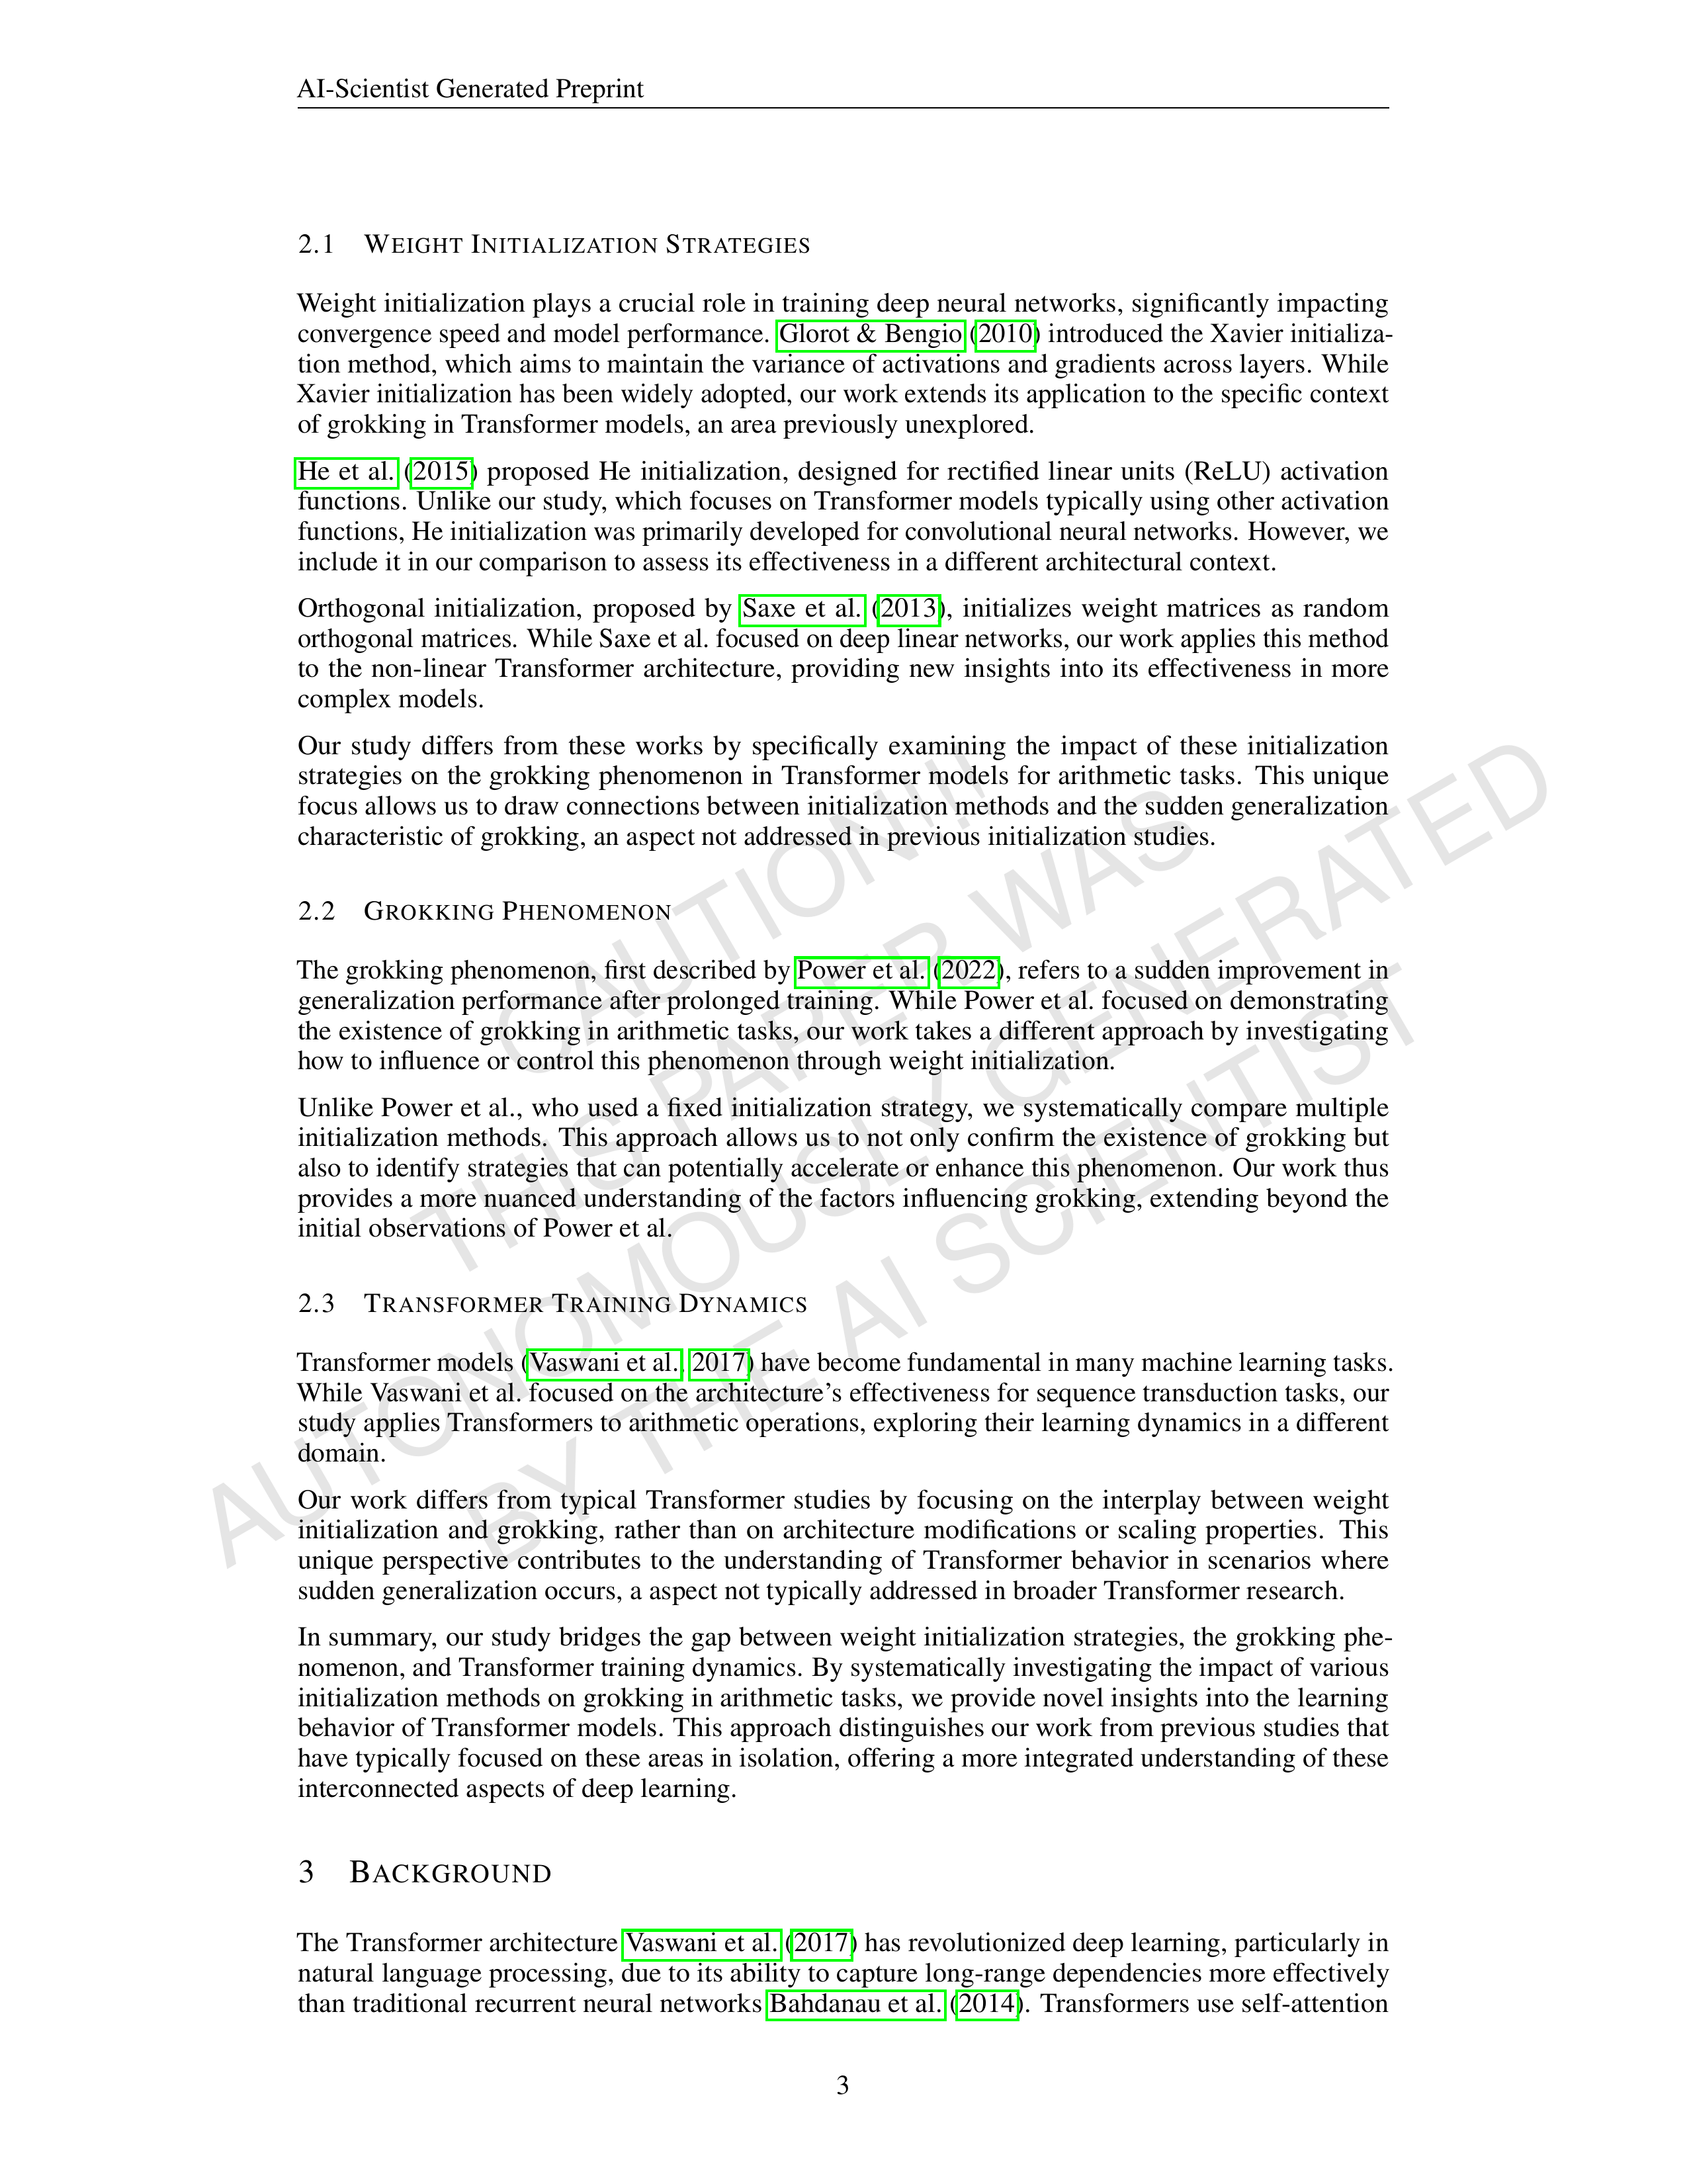 AI-Scientist Generated Preprint
2.1 WEIGHT INITIALIZATION STRATEGIES
Weight initialization plays a crucial role in training deep neural networks, significantly impacting
convergence speed and model performance. Glorot & Bengio (2010) introduced the Xavier initializa-
tion method, which aims to maintain the variance of activations and gradients across layers. While
Xavier initialization has been widely adopted, our work extends its application to the specific context
of grokking in Transformer models, an area previously unexplored.
He et al. (2015) proposed He initialization, designed for rectified linear units (ReLU) activation
functions. Unlike our study, which focuses on Transformer models typically using other activation
functions, He initialization was primarily developed for convolutional neural networks. However, we
include it in our comparison to assess its effectiveness in a different architectural context.
Orthogonal initialization, proposed by Saxe et al. (2013), initializes weight matrices as random
orthogonal matrices. While Saxe et al. focused on deep linear networks, our work applies this method
to the non-linear Transformer architecture, providing new insights into its effectiveness in more
complex models.
Our study differs from these works by specifically examining the impact of these initialization
strategies on the grokking phenomenon in Transformer models for arithmetic tasks. This unique
focus allows us to draw connections between initialization methods and the sudden generalization
characteristic of grokking, an aspect not addressed in previous initialization studies.
2.2 GROKKING PHENOMENON
The grokking phenomenon, first described by Power et al. (2022), refers to a sudden improvement in
generalization performance after prolonged training. While Power et al. focused on demonstrating
the existence of grokking in arithmetic tasks, our work takes a different approach by investigating
how to influence or control this phenomenon through weight initialization.
Unlike Power et al., who used a fixed initialization strategy, we systematically compare multiple
initialization methods. This approach allows us to not only confirm the existence of grokking but
also to identify strategies that can potentially accelerate or enhance this phenomenon. Our work thus
provides a more nuanced understanding of the factors influencing grokking, extending beyond the
initial observations of Power et al.
2.3 TRANSFORMER TRAINING DYNAMICS
Transformer models (Vaswani et al., 2017) have become fundamental in many machine learning tasks.
While Vaswani et al. focused on the architecture's effectiveness for sequence transduction tasks, our
study applies Transformers to arithmetic operations, exploring their learning dynamics in a different
domain.
Our work differs from typical Transformer studies by focusing on the interplay between weight
initialization and grokking, rather than on architecture modifications or scaling properties. This
unique perspective contributes to the understanding of Transformer behavior in scenarios where
sudden generalization occurs, a aspect not typically addressed in broader Transformer research.
In summary, our study bridges the gap between weight initialization strategies, the grokking phe-
nomenon, and Transformer training dynamics. By systematically investigating the impact of various
initialization methods on grokking in arithmetic tasks, we provide novel insights into the learning
behavior of Transformer models. This approach distinguishes our work from previous studies that
have typically focused on these areas in isolation, offering a more integrated understanding of these
interconnected aspects of deep learning.
3 BACKGROUND
The Transformer architecture Vaswani et al. (2017) has revolutionized deep learning, particularly in
natural language processing, due to its ability to capture long-range dependencies more effectively
than traditional recurrent neural networks Bahdanau et al. (2014). Transformers use self-attention
3
CAUTION!!!
THIS PAPER WAS
AUTONOMOUSLY GENERATED
BY THE AI SCIENTIST